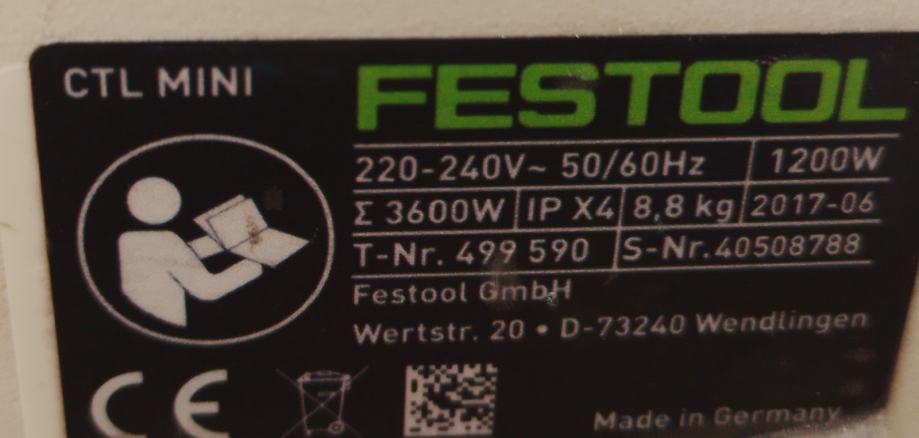 CTL MINI
FESTOOL
220-240V~ 50/60Hz 1200W
Σ 3600W IP X4 8,8 kg 2017-06
T-Nr. 499 590 S-Nr.40508788
Festool GmbH
Wertstr. 20 • D-73240 Wendlingen
CE
Made in Germany